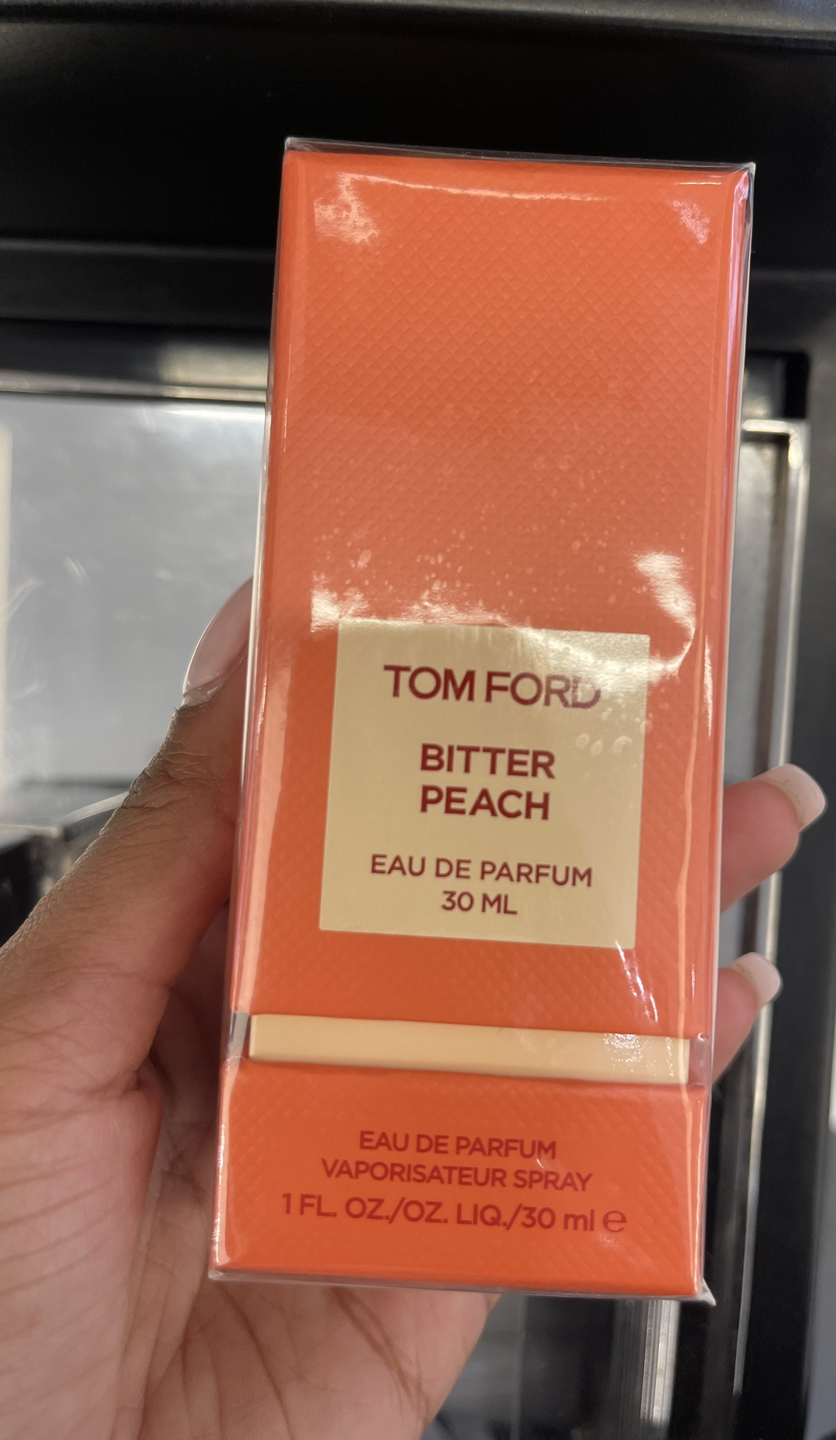 TOM FORD
BITTER
PEACH
EAU DE PARFUM
30 ML
EAU DE PARFUM
VAPORISATEUR SPRAY
1 FL. OZ./OZ. LIQ./30 ml ℮